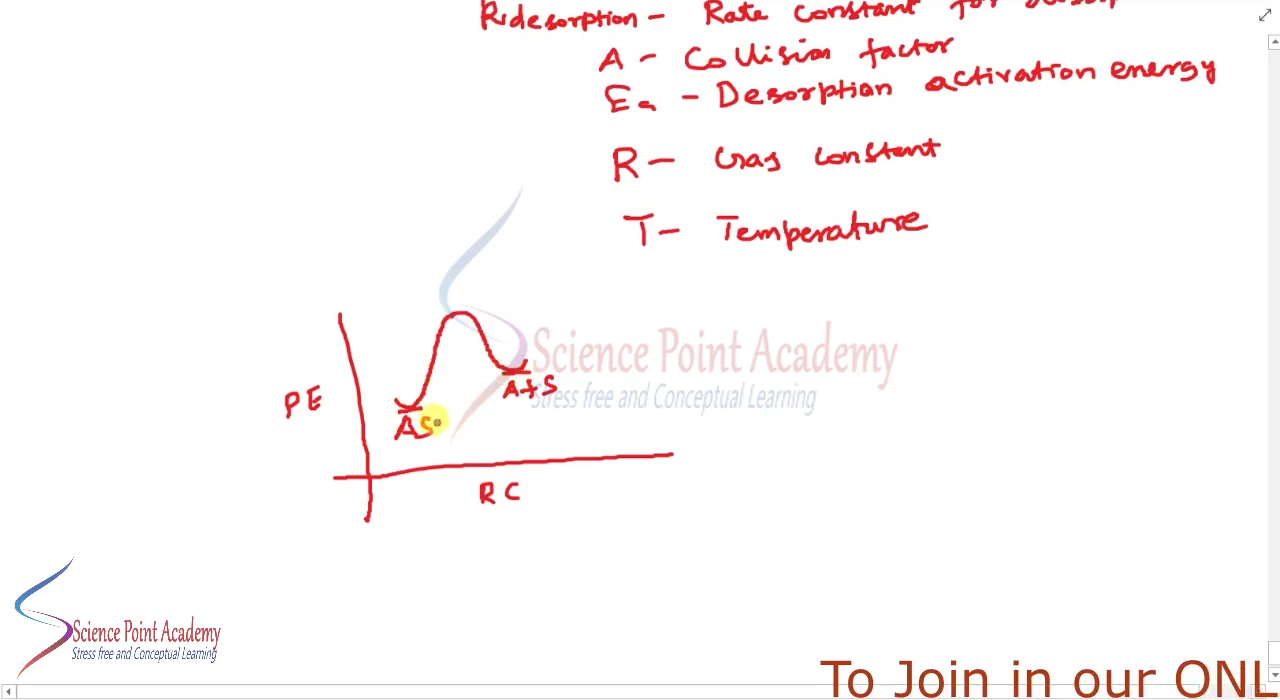 Rdesorption - Rate constant for
A - Collision factor
Ea - Desorption activation energy
R - Gas constant
T - Temperature
Science Point Academy
Stress free and Conceptual Learning
PE
A+S
AS
RC
Science Point Academy
Stress free and Conceptual Learning
To Join in our ONL